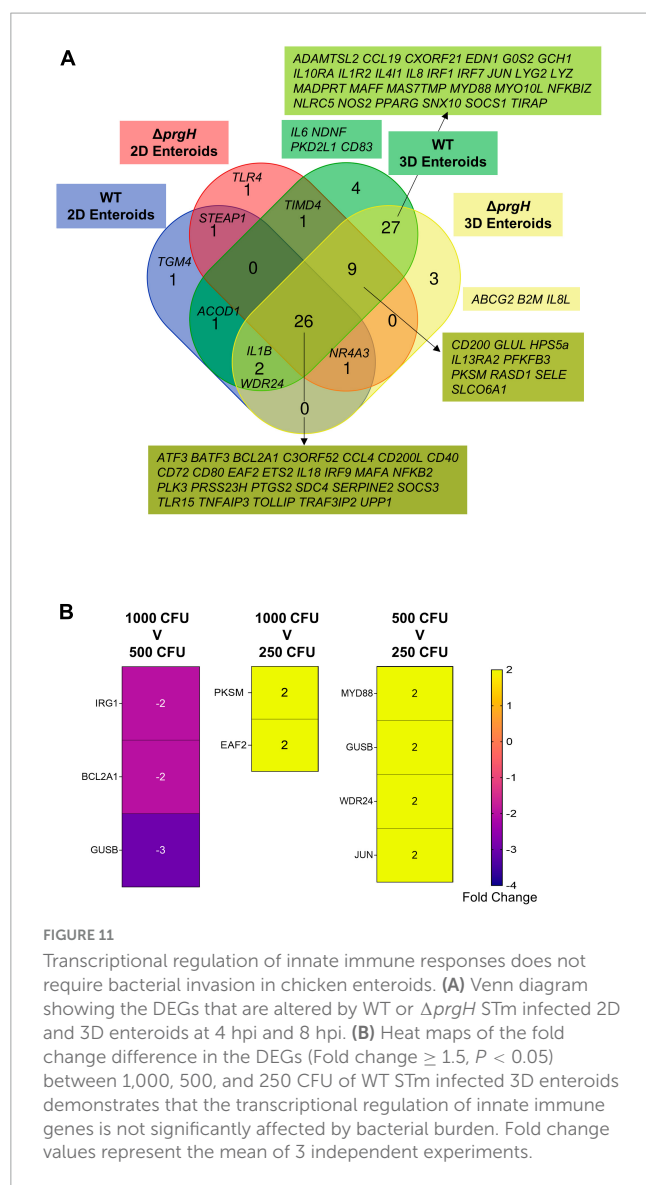 A
ADAMTSL2 CCL19 CXORF21 EDN1 G0S2 GCH1
IL10RA IL1R2 IL4I1 IL8 IRF1 IRF7 JUN LYG2 LYZ
MADPRT MAFF MAS7TMP MYD88 MYO10L NFKBIZ
NLRC5 NOS2 PPARG SNX10 SOCS1 TIRAP
ΔprgH
2D Enteroids
IL6 NDNF
PKD2L1 CD83
WT
3D Enteroids
WT
2D Enteroids
ΔprgH
3D Enteroids
TLR4
1
4
STEAP1
1
TIMD4
1
27
TGM4
1
0
9
3
ABCG2 B2M IL8L
ACOD1
1
26
0
IL1B
2
WDR24
NR4A3
1
0
CD200 GLUL HPS5a
IL13RA2 PFKFB3
PKSM RASD1 SELE
SLCO6A1
ATF3 BATF3 BCL2A1 C3ORF52 CCL4 CD200L CD40
CD72 CD80 EAF2 ETS2 IL18 IRF9 MAFA NFKB2
PLK3 PRSS23H PTGS2 SDC4 SERPINE2 SOCS3
TLR15 TNFAIP3 TOLLIP TRAF3IP2 UPP1
B
1000 CFU
V
500 CFU
1000 CFU
V
250 CFU
500 CFU
V
250 CFU
IRG1 -2
BCL2A1 -2
GUSB -3
PKSM 2
EAF2 2
MYD88 2
GUSB 2
WDR24 2
JUN 2
2
1
0
-1
-2
-3
-4
Fold Change
FIGURE 11
Transcriptional regulation of innate immune responses does not
require bacterial invasion in chicken enteroids. (A) Venn diagram
showing the DEGs that are altered by WT or ΔprgH STm infected 2D
and 3D enteroids at 4 hpi and 8 hpi. (B) Heat maps of the fold
change difference in the DEGs (Fold change ≥ 1.5, P < 0.05)
between 1,000, 500, and 250 CFU of WT STm infected 3D enteroids
demonstrates that the transcriptional regulation of innate immune
genes is not significantly affected by bacterial burden. Fold change
values represent the mean of 3 independent experiments.